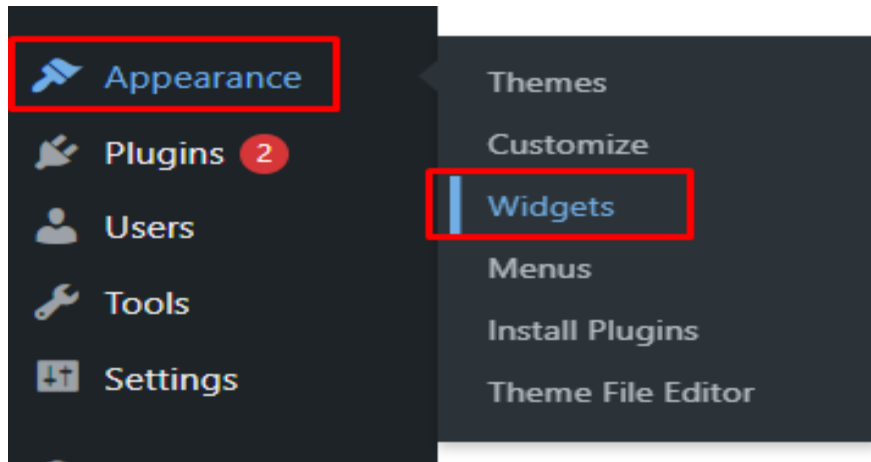 Appearance
Plugins 2
Users
Tools
Settings
Themes
Customize
Widgets
Menus
Install Plugins
Theme File Editor